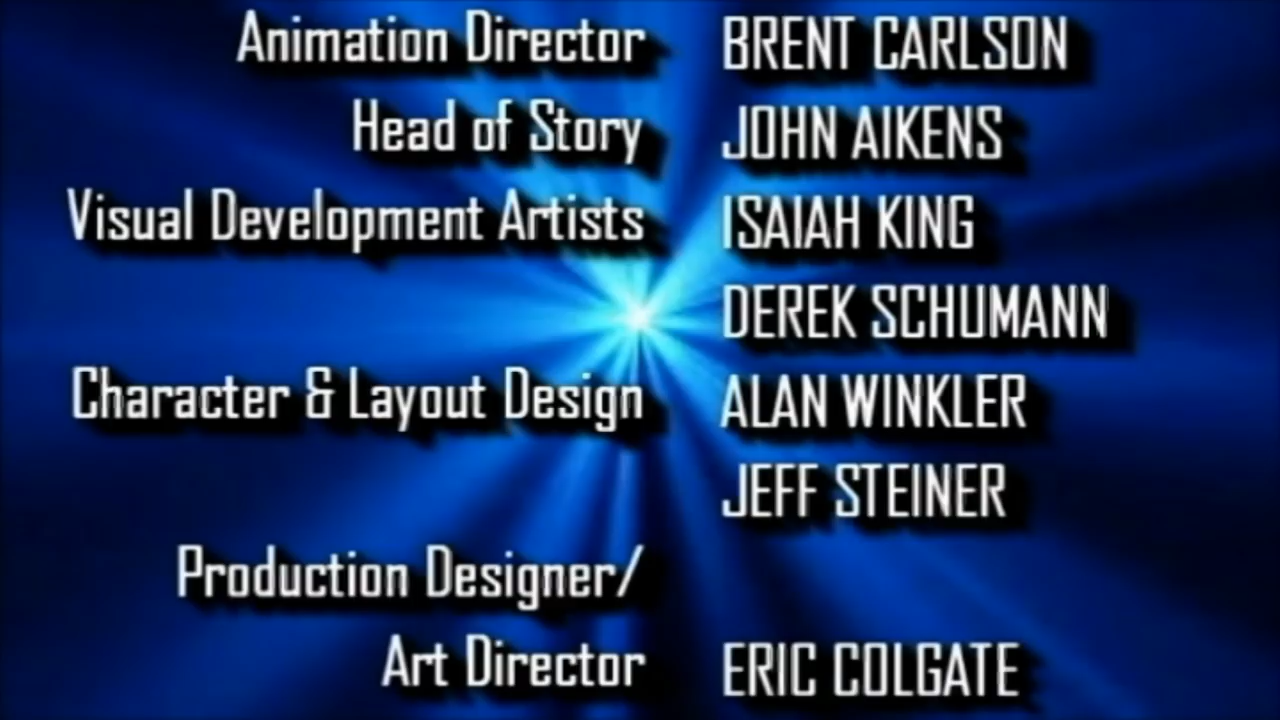 Animation Director BRENT CARLSON
Head of Story JOHN AIKENS
Visual Development Artists ISAIAH KING
DEREK SCHUMANN
Character & Layout Design ALAN WINKLER
JEFF STEINER
Production Designer/
Art Director ERIC COLGATE